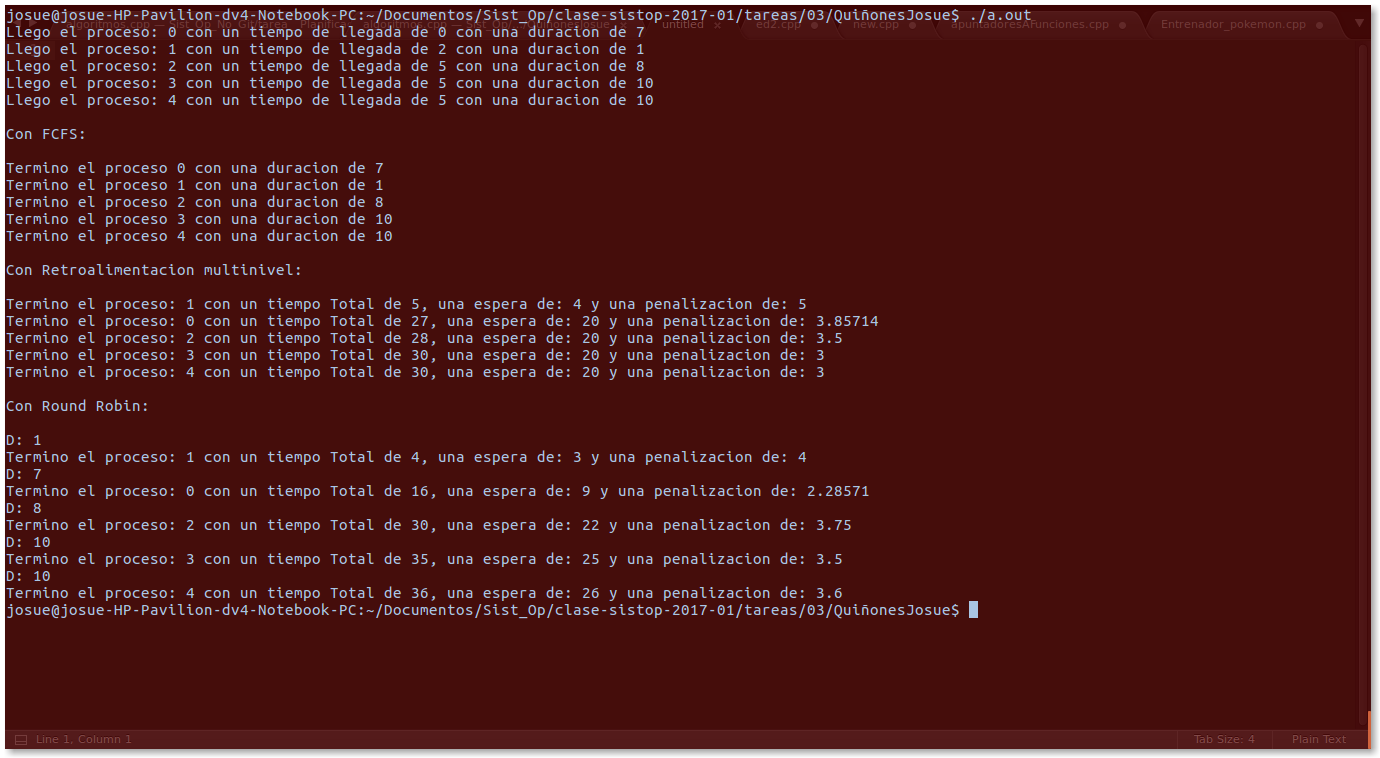 josue@josue-HP-Pavilion-dv4-Notebook-PC:~/Documentos/Sist_Op/clase-sistop-2017-01/tareas/03/QuiñonesJosue$ ./a.out
untitled
ed2.cpp
new.cpp
apuntadoresAFunciones.cpp
Entrenador_pokemon.cpp
Llego el proceso: 0 con un tiempo de llegada de 0 con una duracion de 7
Llego el proceso: 1 con un tiempo de llegada de 2 con una duracion de 1
Llego el proceso: 2 con un tiempo de llegada de 5 con una duracion de 8
Llego el proceso: 3 con un tiempo de llegada de 5 con una duracion de 10
Llego el proceso: 4 con un tiempo de llegada de 5 con una duracion de 10
Con FCFS:
Termino el proceso 0 con una duracion de 7
Termino el proceso 1 con una duracion de 1
Termino el proceso 2 con una duracion de 8
Termino el proceso 3 con una duracion de 10
Termino el proceso 4 con una duracion de 10
Con Retroalimentacion multinivel:
Termino el proceso: 1 con un tiempo Total de 5, una espera de: 4 y una penalizacion de: 5
Termino el proceso: 0 con un tiempo Total de 27, una espera de: 20 y una penalizacion de: 3.85714
Termino el proceso: 2 con un tiempo Total de 28, una espera de: 20 y una penalizacion de: 3.5
Termino el proceso: 3 con un tiempo Total de 30, una espera de: 20 y una penalizacion de: 3
Termino el proceso: 4 con un tiempo Total de 30, una espera de: 20 y una penalizacion de: 3
Con Round Robin:
D: 1
Termino el proceso: 1 con un tiempo Total de 4, una espera de: 3 y una penalizacion de: 4
D: 7
Termino el proceso: 0 con un tiempo Total de 16, una espera de: 9 y una penalizacion de: 2.28571
D: 8
Termino el proceso: 2 con un tiempo Total de 30, una espera de: 22 y una penalizacion de: 3.75
D: 10
Termino el proceso: 3 con un tiempo Total de 35, una espera de: 25 y una penalizacion de: 3.5
D: 10
Termino el proceso: 4 con un tiempo Total de 36, una espera de: 26 y una penalizacion de: 3.6
josue@josue-HP-Pavilion-dv4-Notebook-PC:~/Documentos/Sist_Op/clase-sistop-2017-01/tareas/03/QuiñonesJosue$
Line 1, Column 1
Tab Size: 4
Plain Text